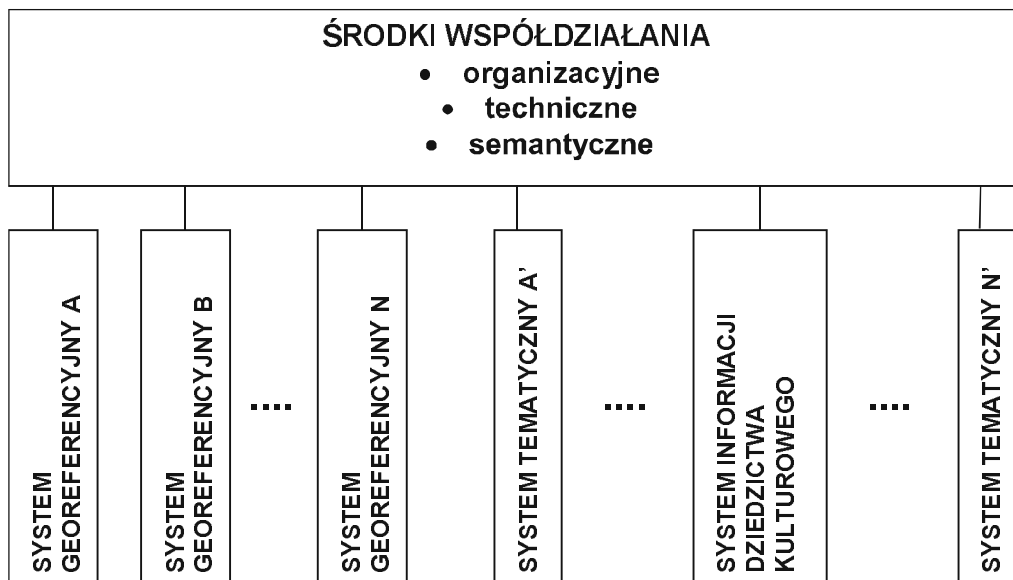 ŚRODKI WSPÓŁDZIAŁANIA
• organizacyjne
• techniczne
• semantyczne
SYSTEM
GEOREFERENCYJNY A
SYSTEM
GEOREFERENCYJNY B
....
SYSTEM
GEOREFERENCYJNY N
SYSTEM TEMATYCZNY A'
....
SYSTEM INFORMACJI
DZIEDZICTWA
KULTUROWEGO
....
SYSTEM TEMATYCZNY N'